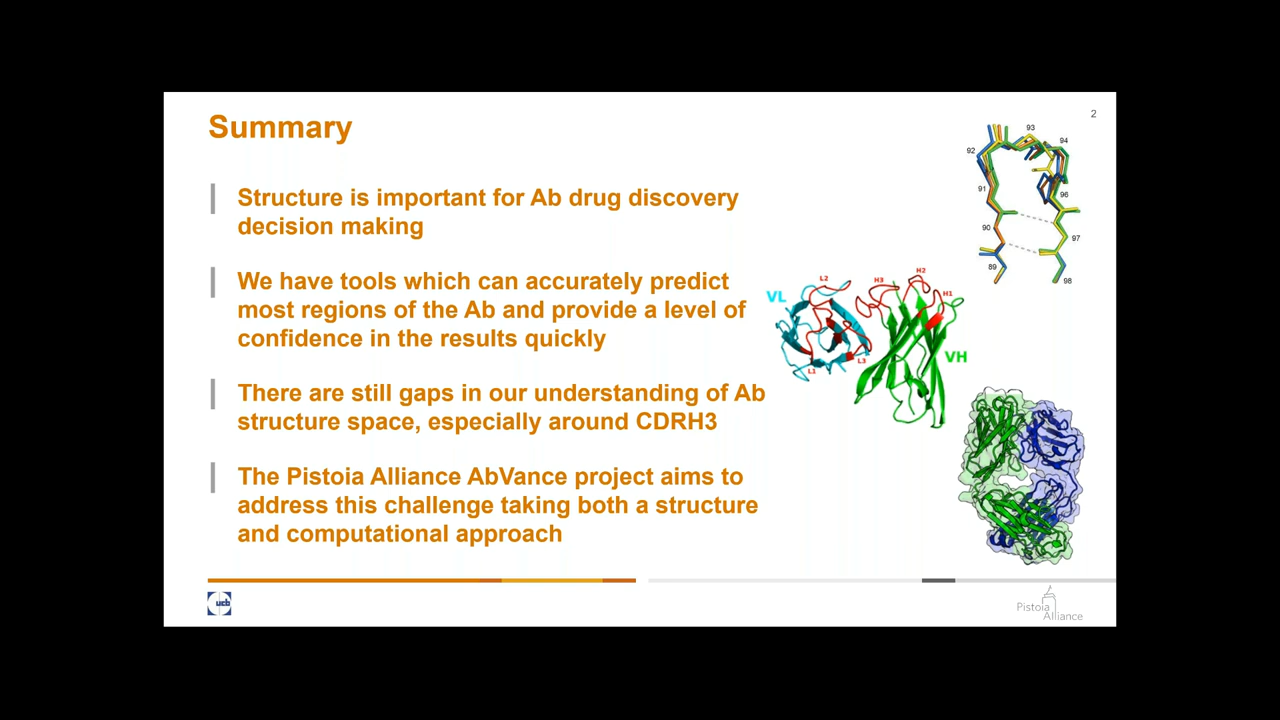 2
Summary
Structure is important for Ab drug discovery
decision making
We have tools which can accurately predict
most regions of the Ab and provide a level of
confidence in the results quickly
There are still gaps in our understanding of Ab
structure space, especially around CDRH3
The Pistoia Alliance AbVance project aims to
address this challenge taking both a structure
and computational approach
93
92
94
91
96
90
97
89
98
VL
L2
L1
L3
H3
H2
H1
VH
ucb
Pistoia
Alliance